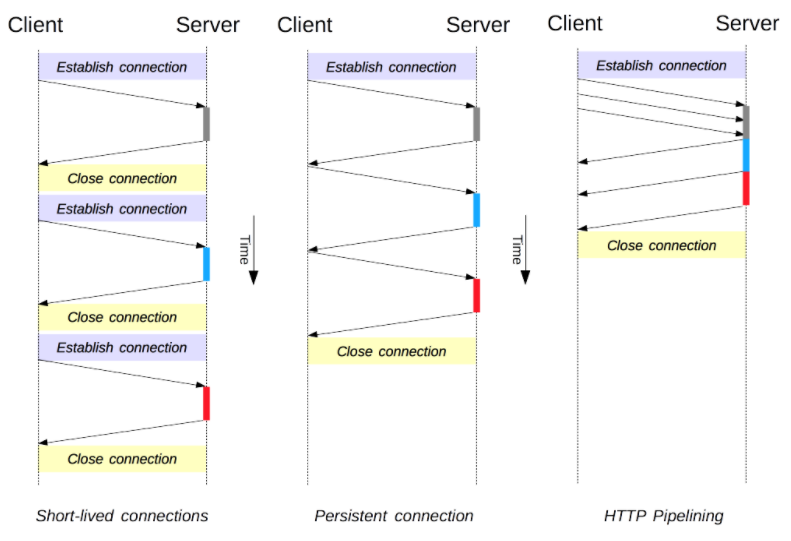 Client Server Client Server Client Server
Establish connection Establish connection Establish connection
Close connection
Establish connection
Time Time
Close connection
Close connection
Establish connection
Close connection
Close connection
Short-lived connections Persistent connection HTTP Pipelining